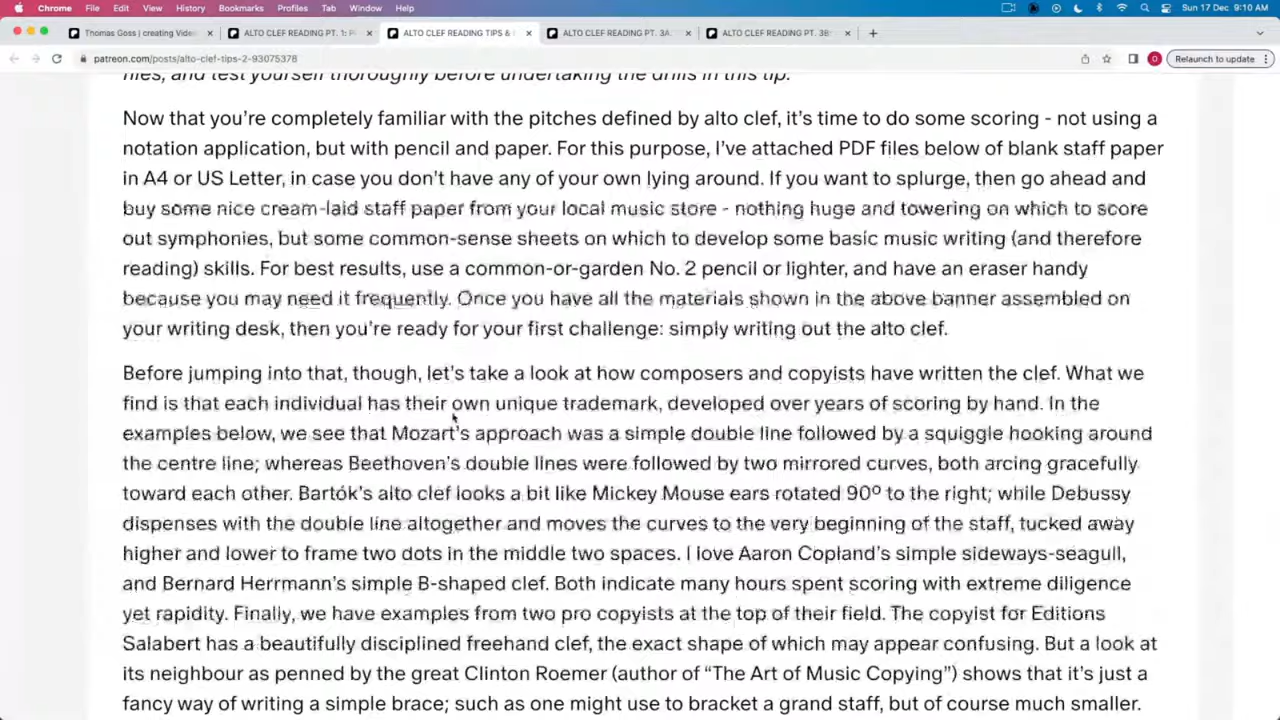 Chrome File Edit View History Bookmarks Profiles Tab Window Help Sun 17 Dec 9:10 AM
Thomas Goss | creating Video ALTO CLEF READING PT. 1: P ALTO CLEF READING TIPS & ALTO CLEF READING PT. 3A ALTO CLEF READING PT. 3B:
patreon.com/posts/alto-clef-tips-2-93075378 Relaunch to update
files, and test yourself thoroughly before undertaking the drills in this tip.
Now that you're completely familiar with the pitches defined by alto clef, it's time to do some scoring - not using a
notation application, but with pencil and paper. For this purpose, I've attached PDF files below of blank staff paper
in A4 or US Letter, in case you don't have any of your own lying around. If you want to splurge, then go ahead and
buy some nice cream-laid staff paper from your local music store - nothing huge and towering on which to score
out symphonies, but some common-sense sheets on which to develop some basic music writing (and therefore
reading) skills. For best results, use a common-or-garden No. 2 pencil or lighter, and have an eraser handy
because you may need it frequently. Once you have all the materials shown in the above banner assembled on
your writing desk, then you're ready for your first challenge: simply writing out the alto clef.
Before jumping into that, though, let's take a look at how composers and copyists have written the clef. What we
find is that each individual has their own unique trademark, developed over years of scoring by hand. In the
examples below, we see that Mozart's approach was a simple double line followed by a squiggle hooking around
the centre line; whereas Beethoven's double lines were followed by two mirrored curves, both arcing gracefully
toward each other. Bartók's alto clef looks a bit like Mickey Mouse ears rotated 90º to the right; while Debussy
dispenses with the double line altogether and moves the curves to the very beginning of the staff, tucked away
higher and lower to frame two dots in the middle two spaces. I love Aaron Copland's simple sideways-seagull,
and Bernard Herrmann's simple B-shaped clef. Both indicate many hours spent scoring with extreme diligence
yet rapidity. Finally, we have examples from two pro copyists at the top of their field. The copyist for Editions
Salabert has a beautifully disciplined freehand clef, the exact shape of which may appear confusing. But a look at
its neighbour as penned by the great Clinton Roemer (author of "The Art of Music Copying") shows that it's just a
fancy way of writing a simple brace; such as one might use to bracket a grand staff, but of course much smaller.